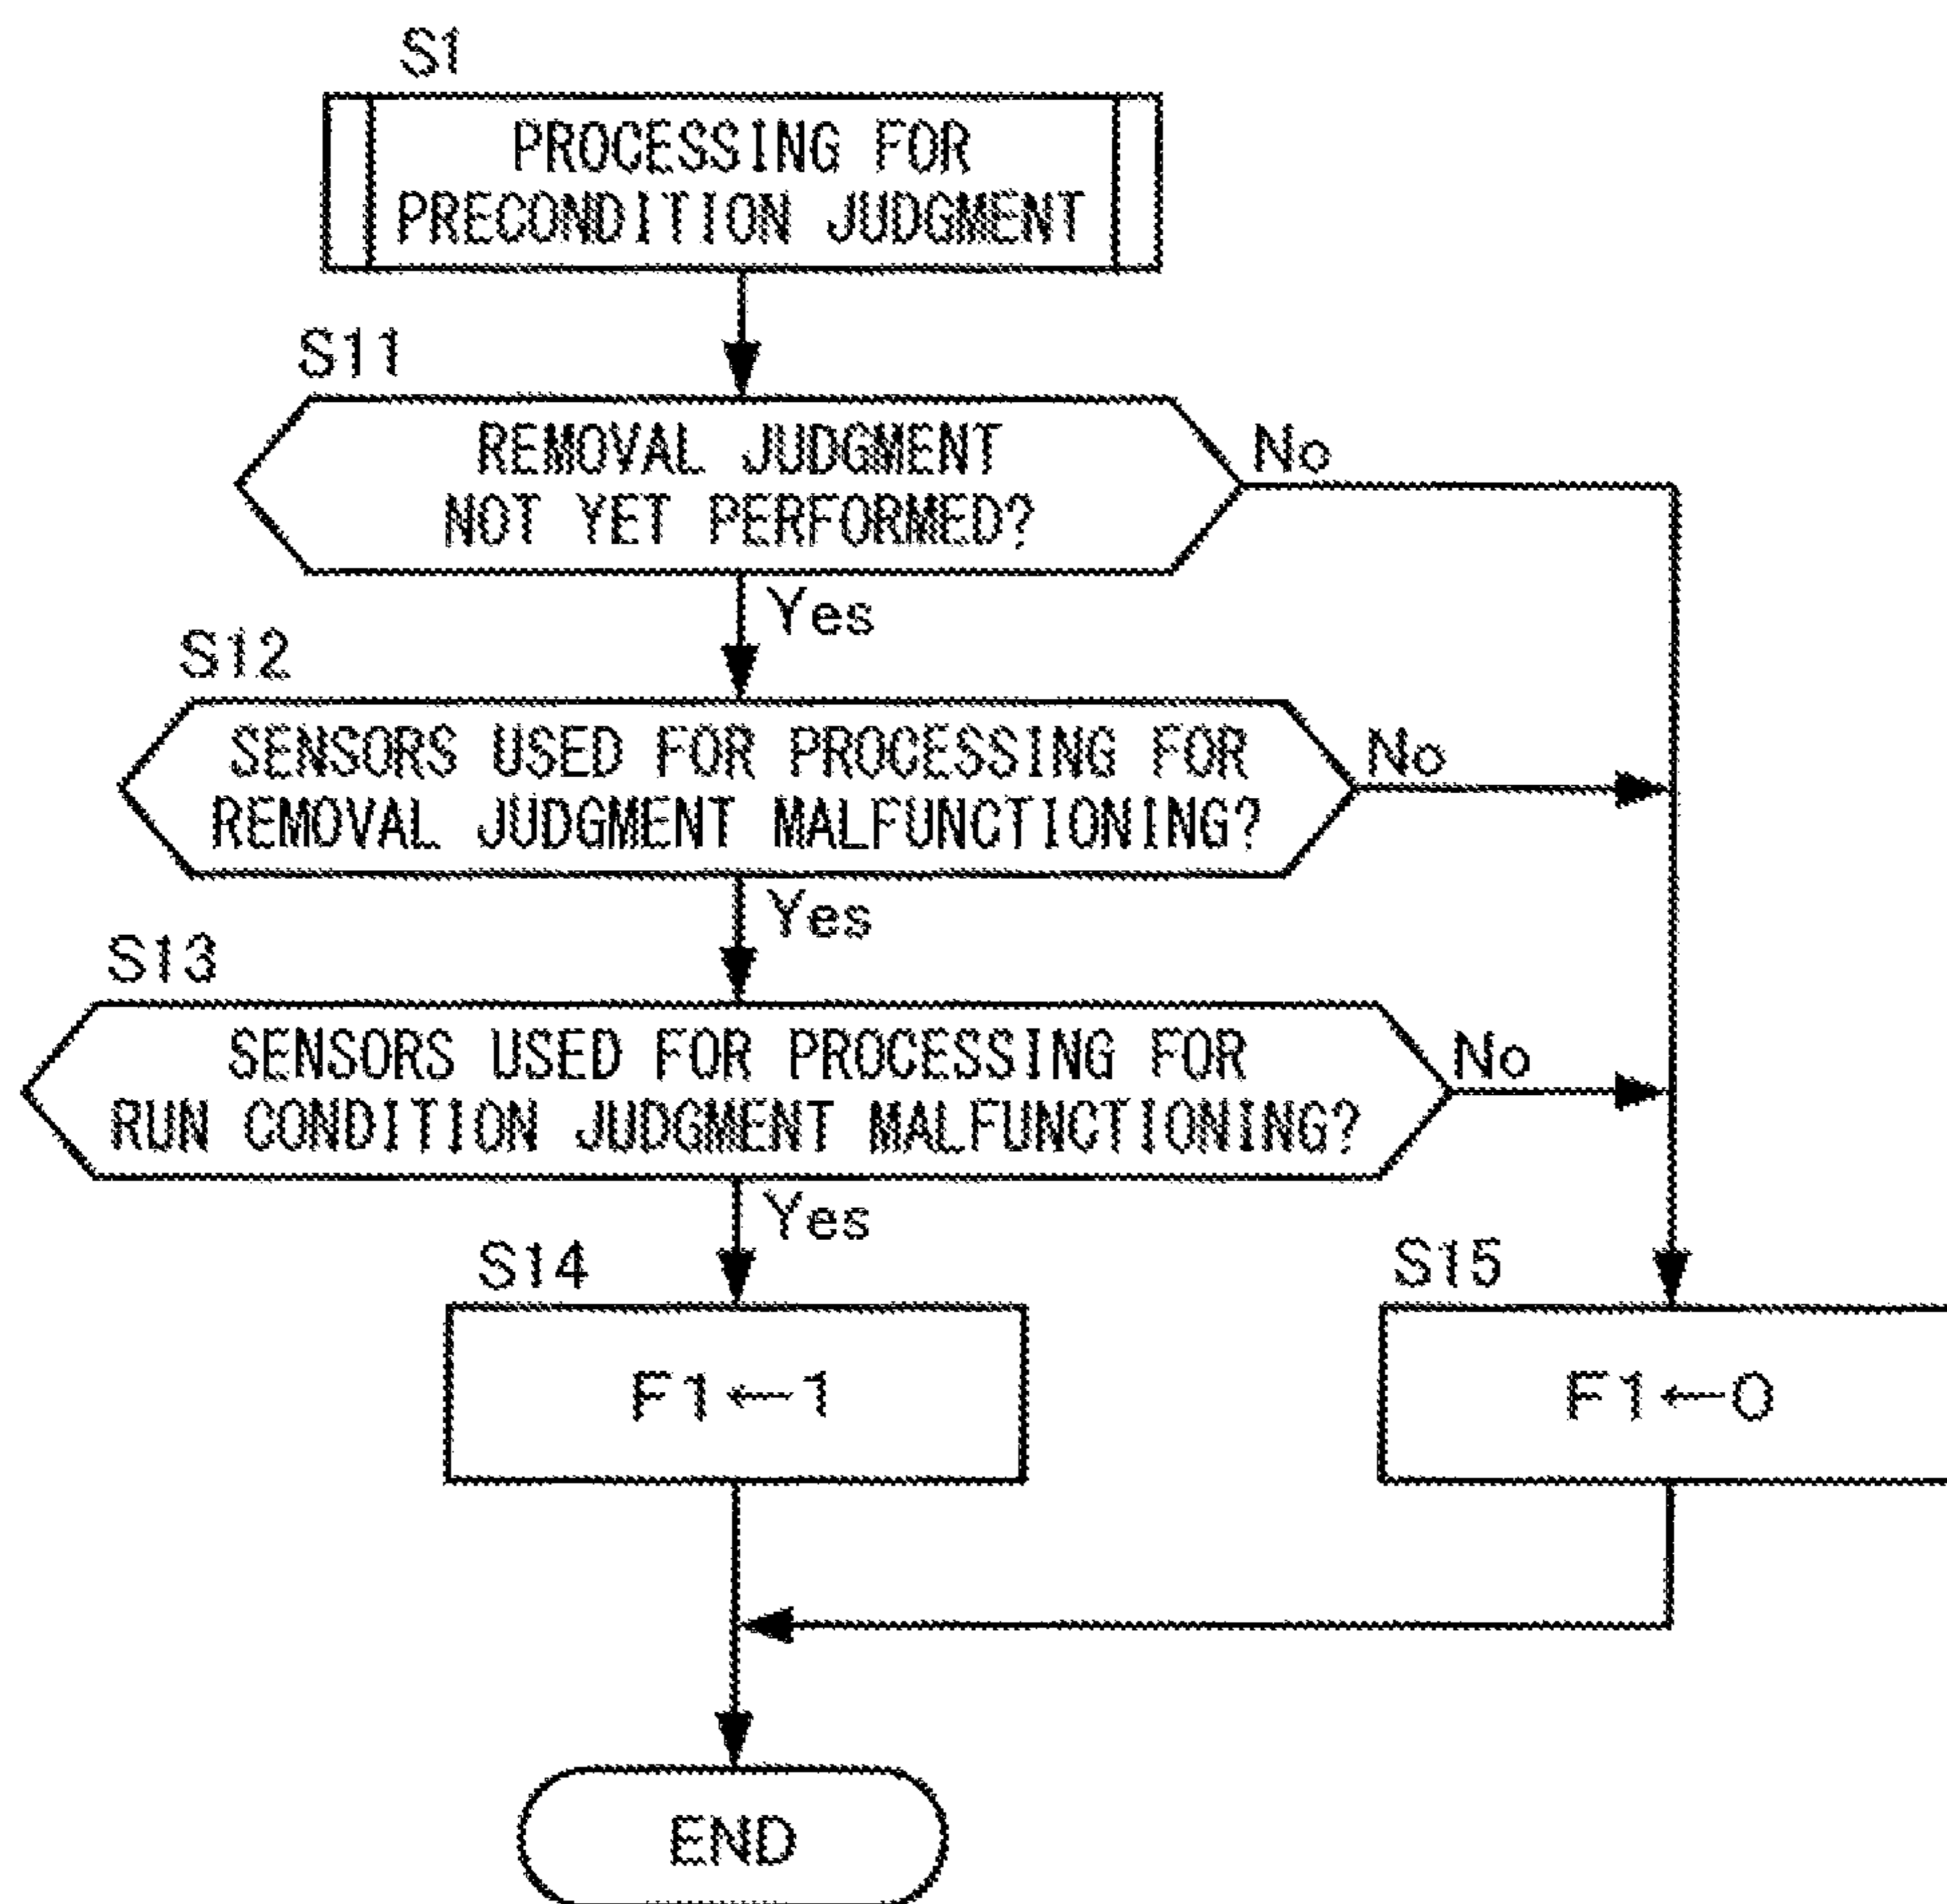 S1
PROCESSING FOR
PRECONDITION JUDGMENT
S11
REMOVAL JUDGMENT
NOT YET PERFORMED?
No
Yes
S12
SENSORS USED FOR PROCESSING FOR
REMOVAL JUDGMENT MALFUNCTIONING?
No
Yes
S13
SENSORS USED FOR PROCESSING FOR
RUN CONDITION JUDGMENT MALFUNCTIONING?
No
Yes
S14
F1←1
S15
F1←0
END